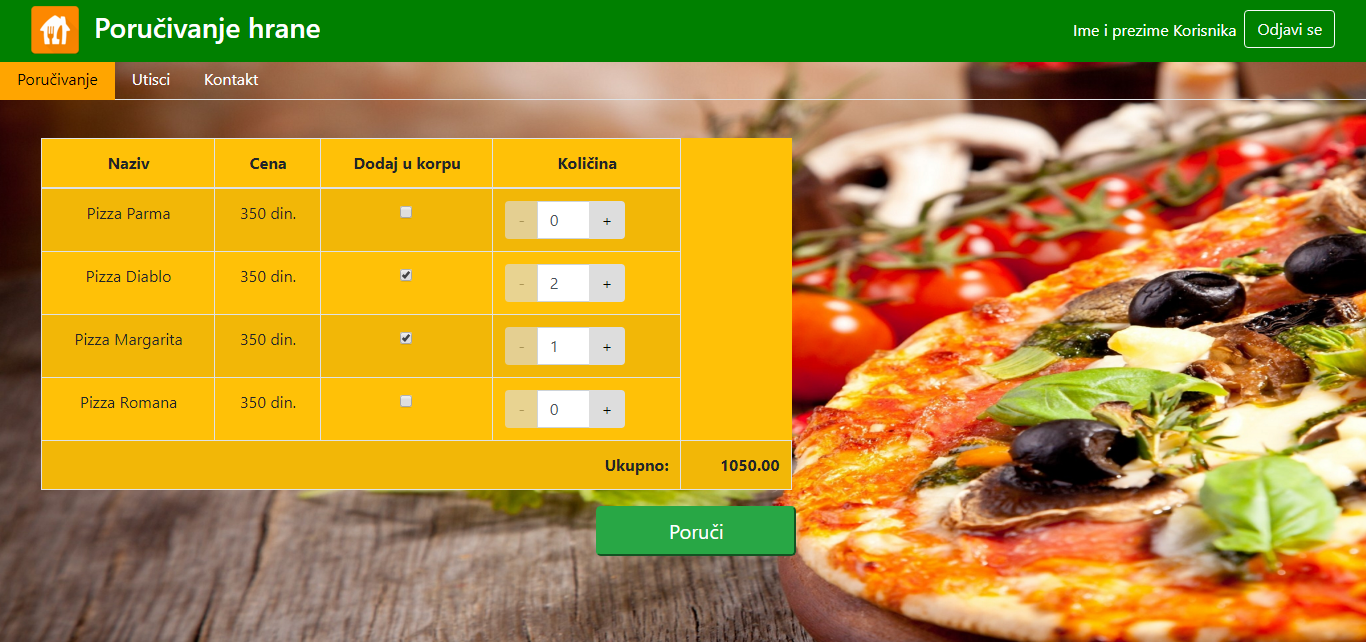 Poručivanje hrane
Ime i prezime Korisnika Odjavi se
Poručivanje Utisci Kontakt
Naziv Cena Dodaj u korpu Količina
Pizza Parma 350 din. - 0 +
Pizza Diablo 350 din. - 2 +
Pizza Margarita 350 din. - 1 +
Pizza Romana 350 din. - 0 +
Ukupno: 1050.00
Poruči